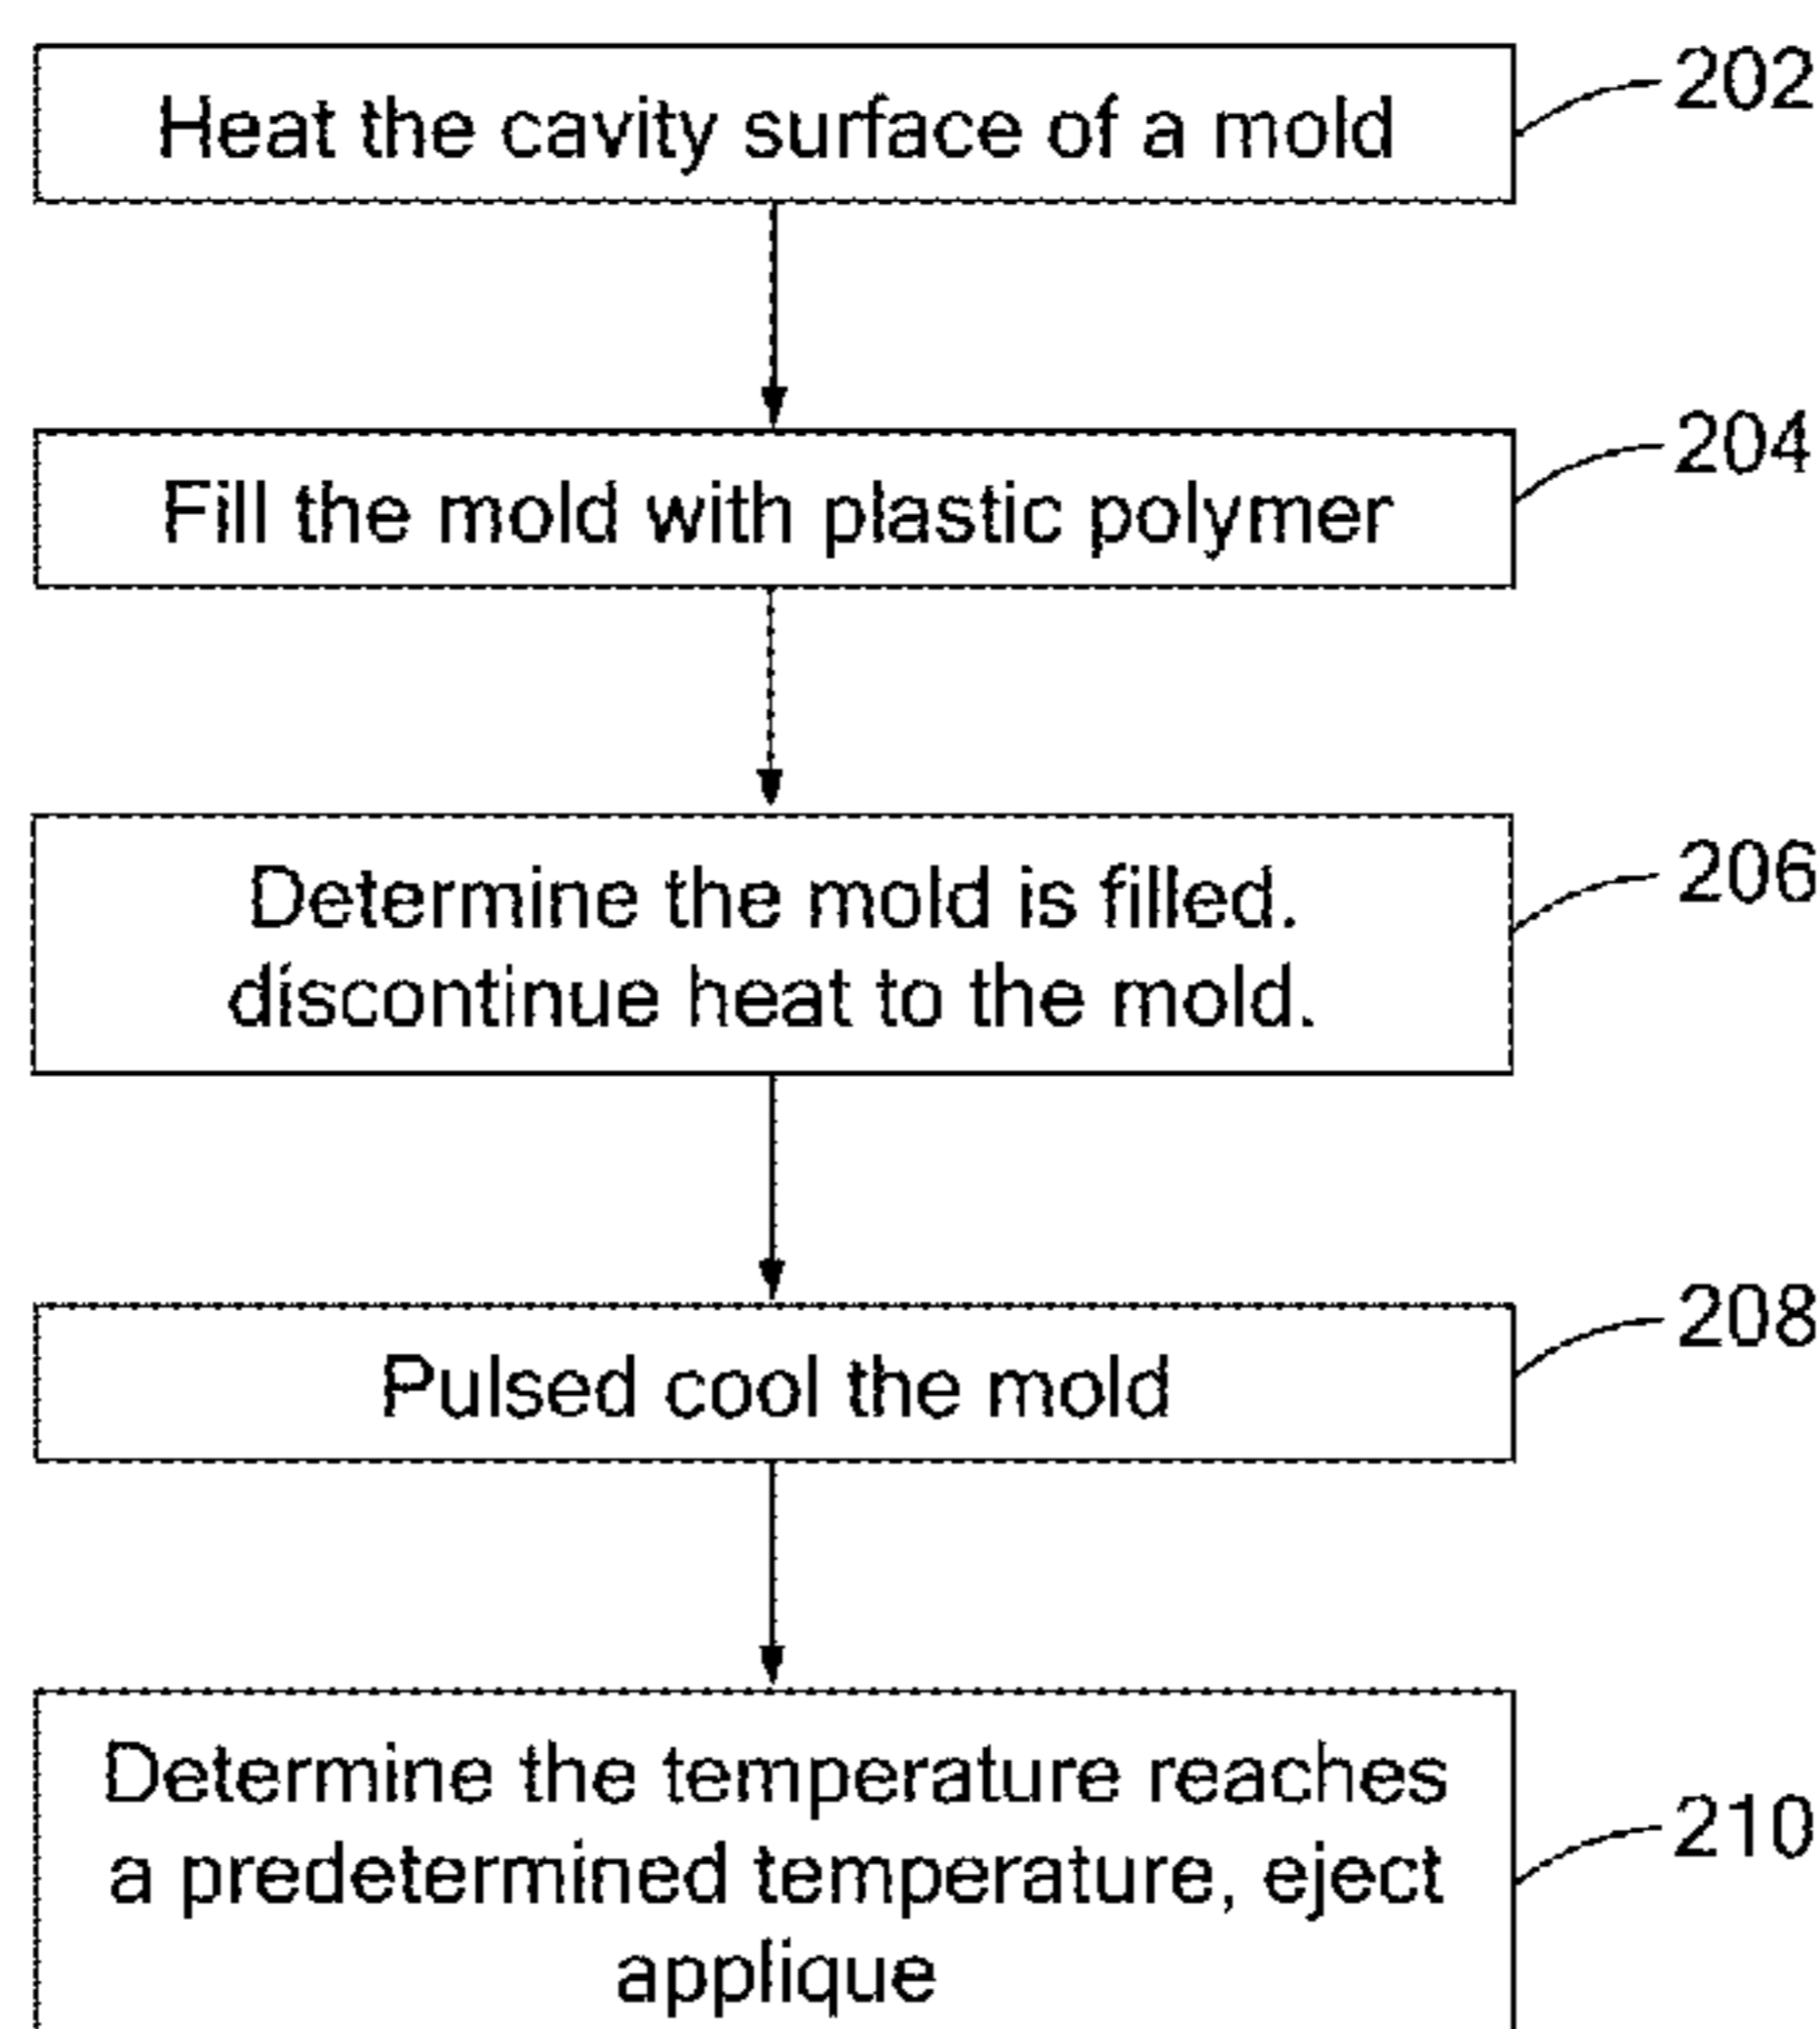 Heat the cavity surface of a mold
202
Fill the mold with plastic polymer
204
Determine the mold is filled.
discontinue heat to the mold.
206
Pulsed cool the mold
208
Determine the temperature reaches
a predetermined temperature, eject
applique
210